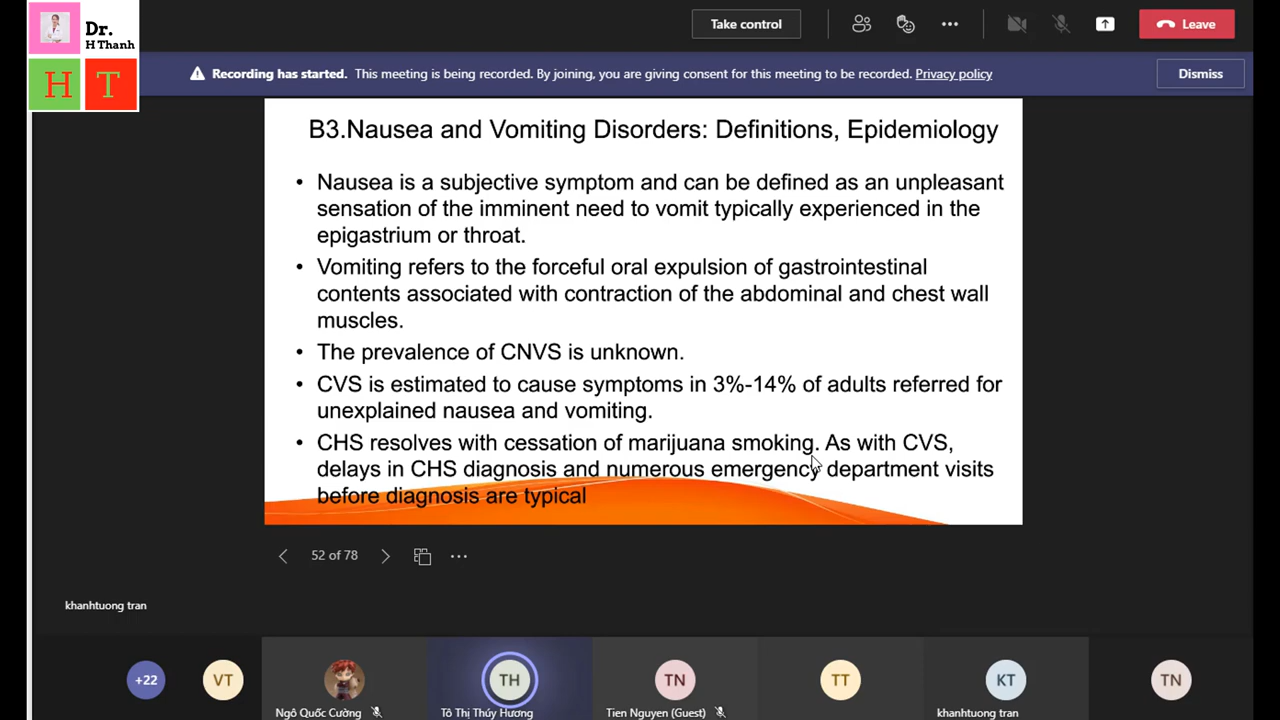 Dr.
H Thanh
H T
Take control
Leave
Recording has started. This meeting is being recorded. By joining, you are giving consent for this meeting to be recorded. Privacy policy
Dismiss
B3.Nausea and Vomiting Disorders: Definitions, Epidemiology
• Nausea is a subjective symptom and can be defined as an unpleasant
sensation of the imminent need to vomit typically experienced in the
epigastrium or throat.
• Vomiting refers to the forceful oral expulsion of gastrointestinal
contents associated with contraction of the abdominal and chest wall
muscles.
• The prevalence of CNVS is unknown.
• CVS is estimated to cause symptoms in 3%-14% of adults referred for
unexplained nausea and vomiting.
• CHS resolves with cessation of marijuana smoking. As with CVS,
delays in CHS diagnosis and numerous emergency department visits
before diagnosis are typical
52 of 78
khanhtuong tran
+22
VT
TH
TN
TT
KT
TN
Ngô Quốc Cường
Tô Thị Thúy Hương
Tien Nguyen (Guest)
khanhtuong tran